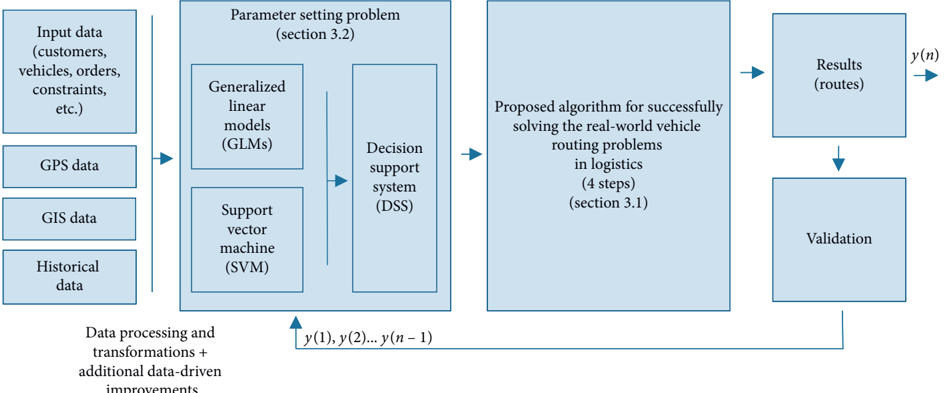 Input data
(customers,
vehicles, orders,
constraints,
etc.)
GPS data
GIS data
Historical
data
Data processing and
transformations +
additional data-driven
improvements
Parameter setting problem
(section 3.2)
Generalized
linear
models
(GLMs)
Support
vector
machine
(SVM)
Decision
support
system
(DSS)
Proposed algorithm for successfully
solving the real-world vehicle
routing problems
in logistics
(4 steps)
(section 3.1)
Results
(routes)
y(n)
Validation
y(1), y(2)... y(n – 1)